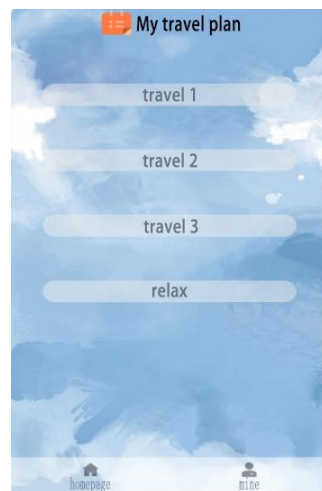 My travel plan
travel 1
travel 2
travel 3
relax
homepage mine